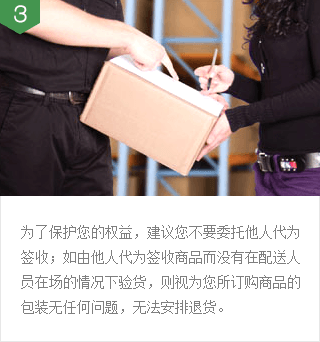 3
为了保护您的权益，建议您不要委托他人代为
签收；如由他人代为签收商品而没有在配送人
员在场的情况下验货，则视为您所订购商品的
包装无任何问题，无法安排退货。